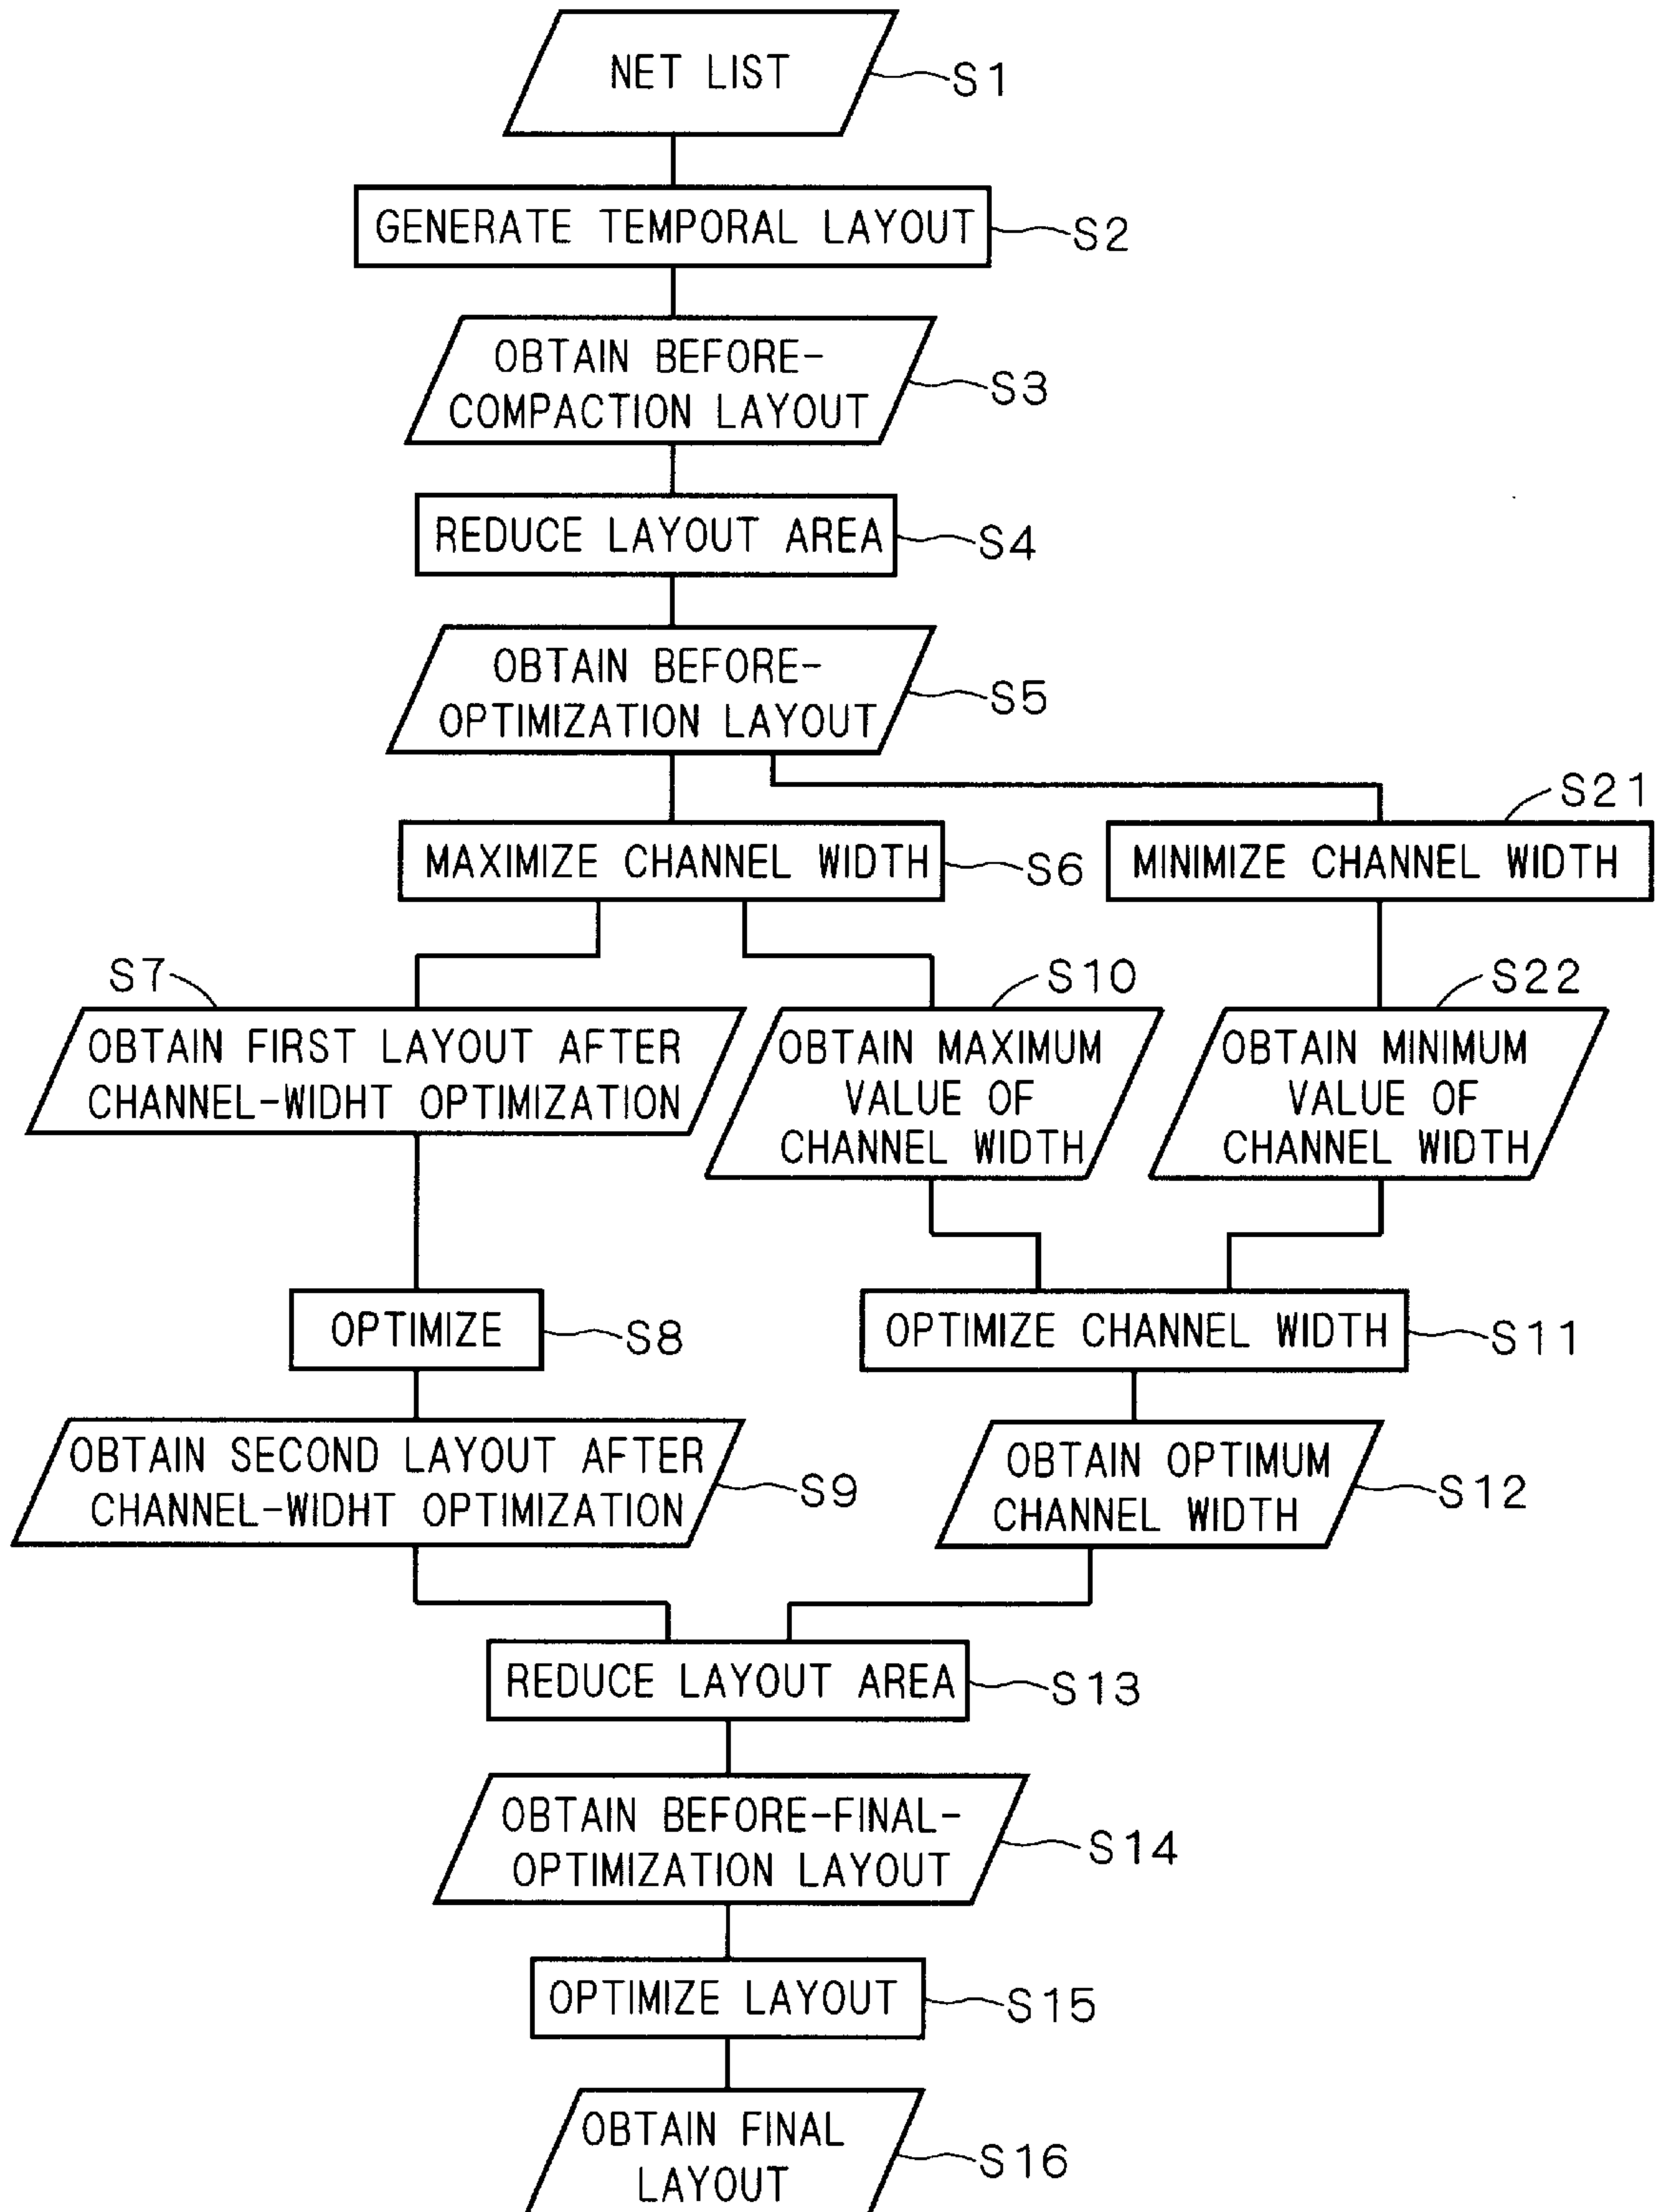 NET LIST
S1
GENERATE TEMPORAL LAYOUT
S2
OBTAIN BEFORE-
COMPACTION LAYOUT
S3
REDUCE LAYOUT AREA
S4
OBTAIN BEFORE-
OPTIMIZATION LAYOUT
S5
S21
MAXIMIZE CHANNEL WIDTH
S6
MINIMIZE CHANNEL WIDTH
S7
S10
S22
OBTAIN FIRST LAYOUT AFTER
CHANNEL-WIDHT OPTIMIZATION
OBTAIN MAXIMUM
VALUE OF
CHANNEL WIDTH
OBTAIN MINIMUM
VALUE OF
CHANNEL WIDTH
OPTIMIZE
S8
OPTIMIZE CHANNEL WIDTH
S11
OBTAIN SECOND LAYOUT AFTER
CHANNEL-WIDHT OPTIMIZATION
S9
OBTAIN OPTIMUM
CHANNEL WIDTH
S12
REDUCE LAYOUT AREA
S13
OBTAIN BEFORE-FINAL-
OPTIMIZATION LAYOUT
S14
OPTIMIZE LAYOUT
S15
OBTAIN FINAL
LAYOUT
S16